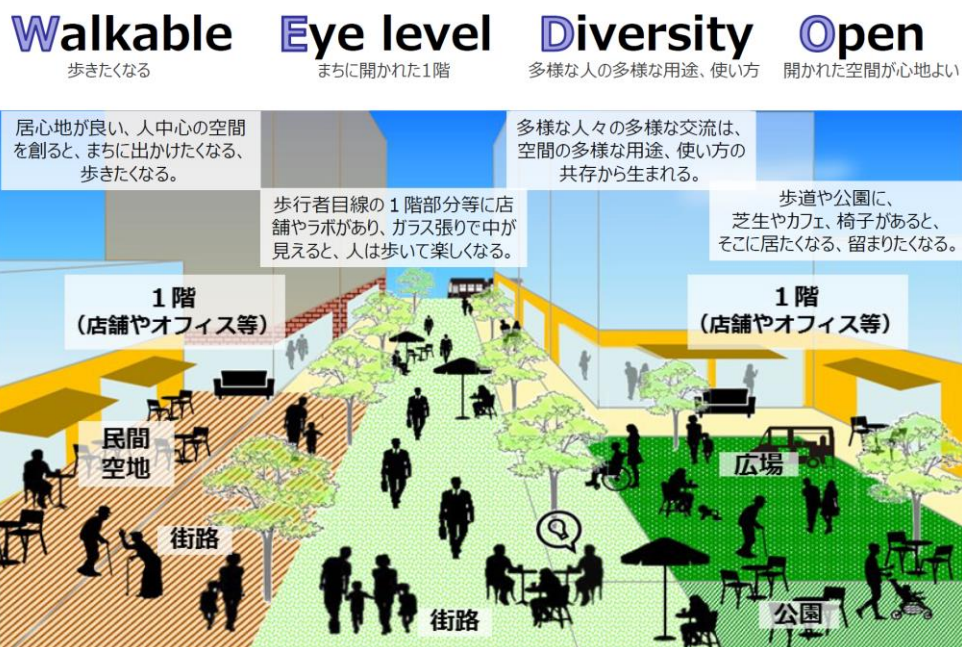 Walkable
歩きたくなる
Eye level
まちに開かれた1階
Diversity
多様な人の多様な用途、使い方
Open
開かれた空間が心地よい
居心地が良い、人中心の空間
を創ると、まちに出かけたくなる、
歩きたくなる。
歩行者目線の１階部分等に店
舗やラボがあり、ガラス張りで中が
見えると、人は歩いて楽しくなる。
多様な人々の多様な交流は、
空間の多様な用途、使い方の
共存から生まれる。
歩道や公園に、
芝生やカフェ、椅子があると、
そこに居たくなる、留まりたくなる。
１階
（店舗やオフィス等）
１階
（店舗やオフィス等）
民間
空地
広場
街路
街路
公園